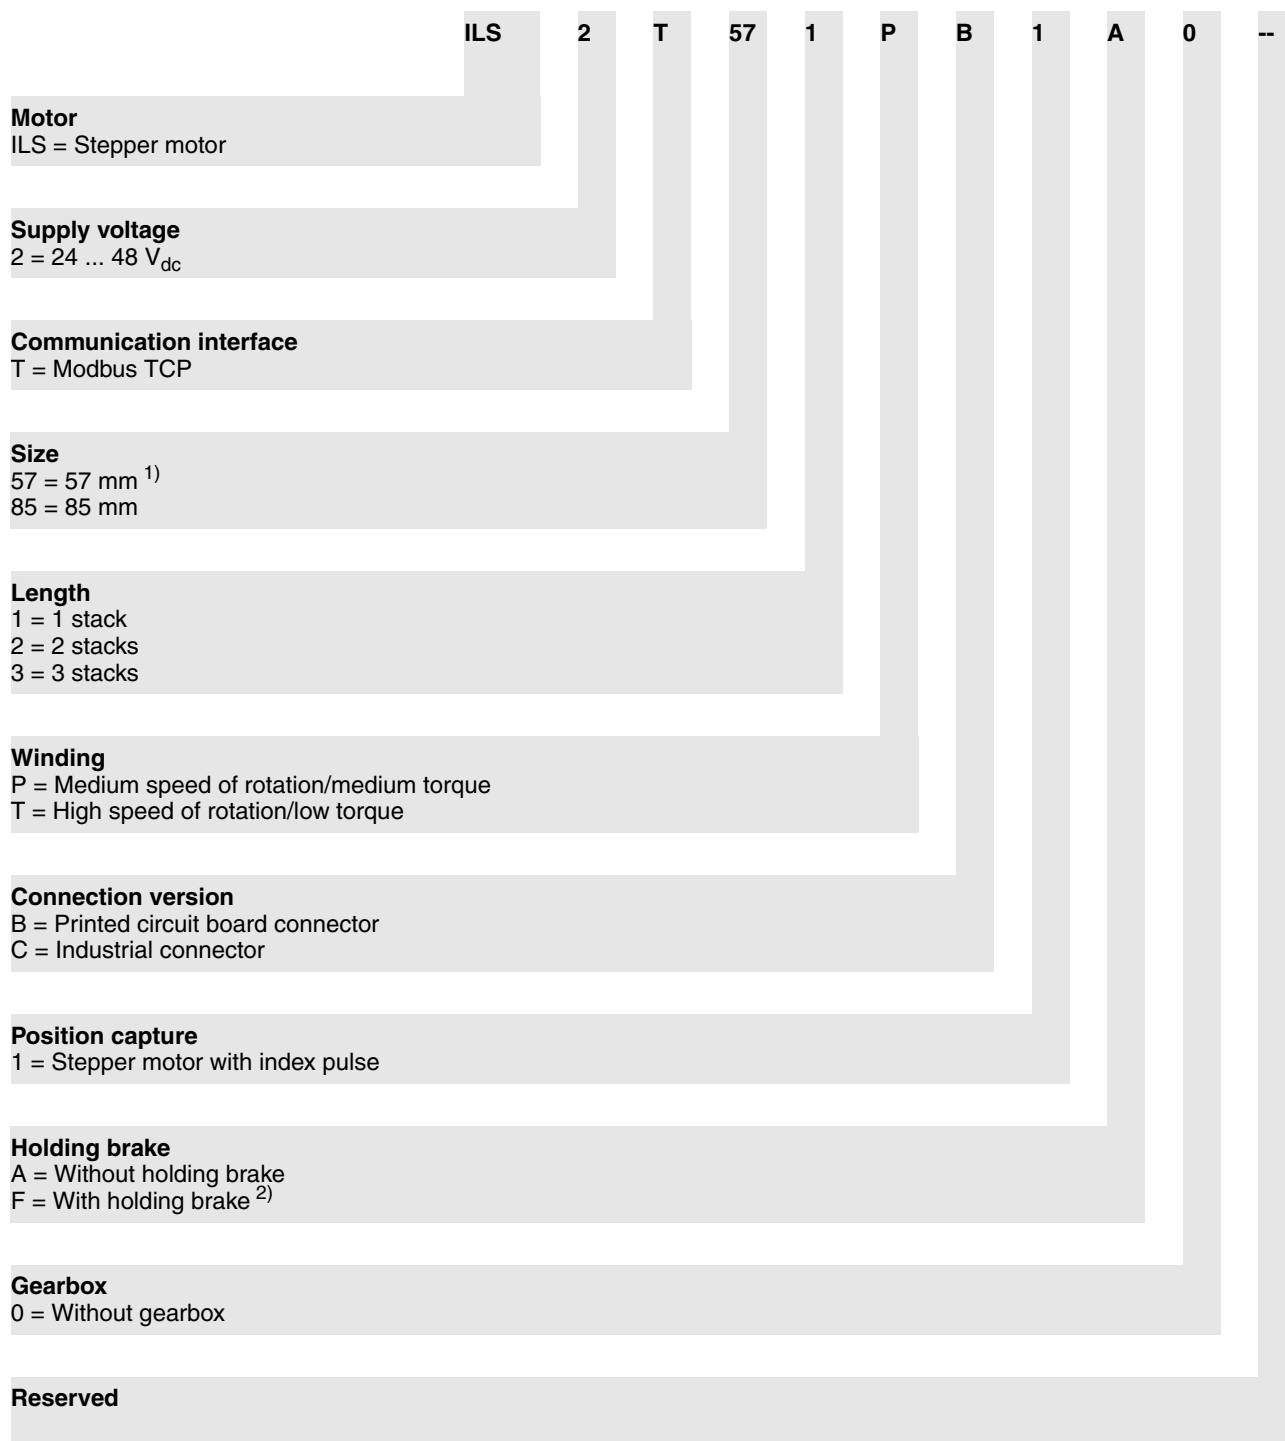 ILS 2 T 57 1 P B 1 A 0 --
Motor
ILS = Stepper motor
Supply voltage
2 = 24 ... 48 Vdc
Communication interface
T = Modbus TCP
Size
57 = 57 mm 1)
85 = 85 mm
Length
1 = 1 stack
2 = 2 stacks
3 = 3 stacks
Winding
P = Medium speed of rotation/medium torque
T = High speed of rotation/low torque
Connection version
B = Printed circuit board connector
C = Industrial connector
Position capture
1 = Stepper motor with index pulse
Holding brake
A = Without holding brake
F = With holding brake 2)
Gearbox
0 = Without gearbox
Reserved